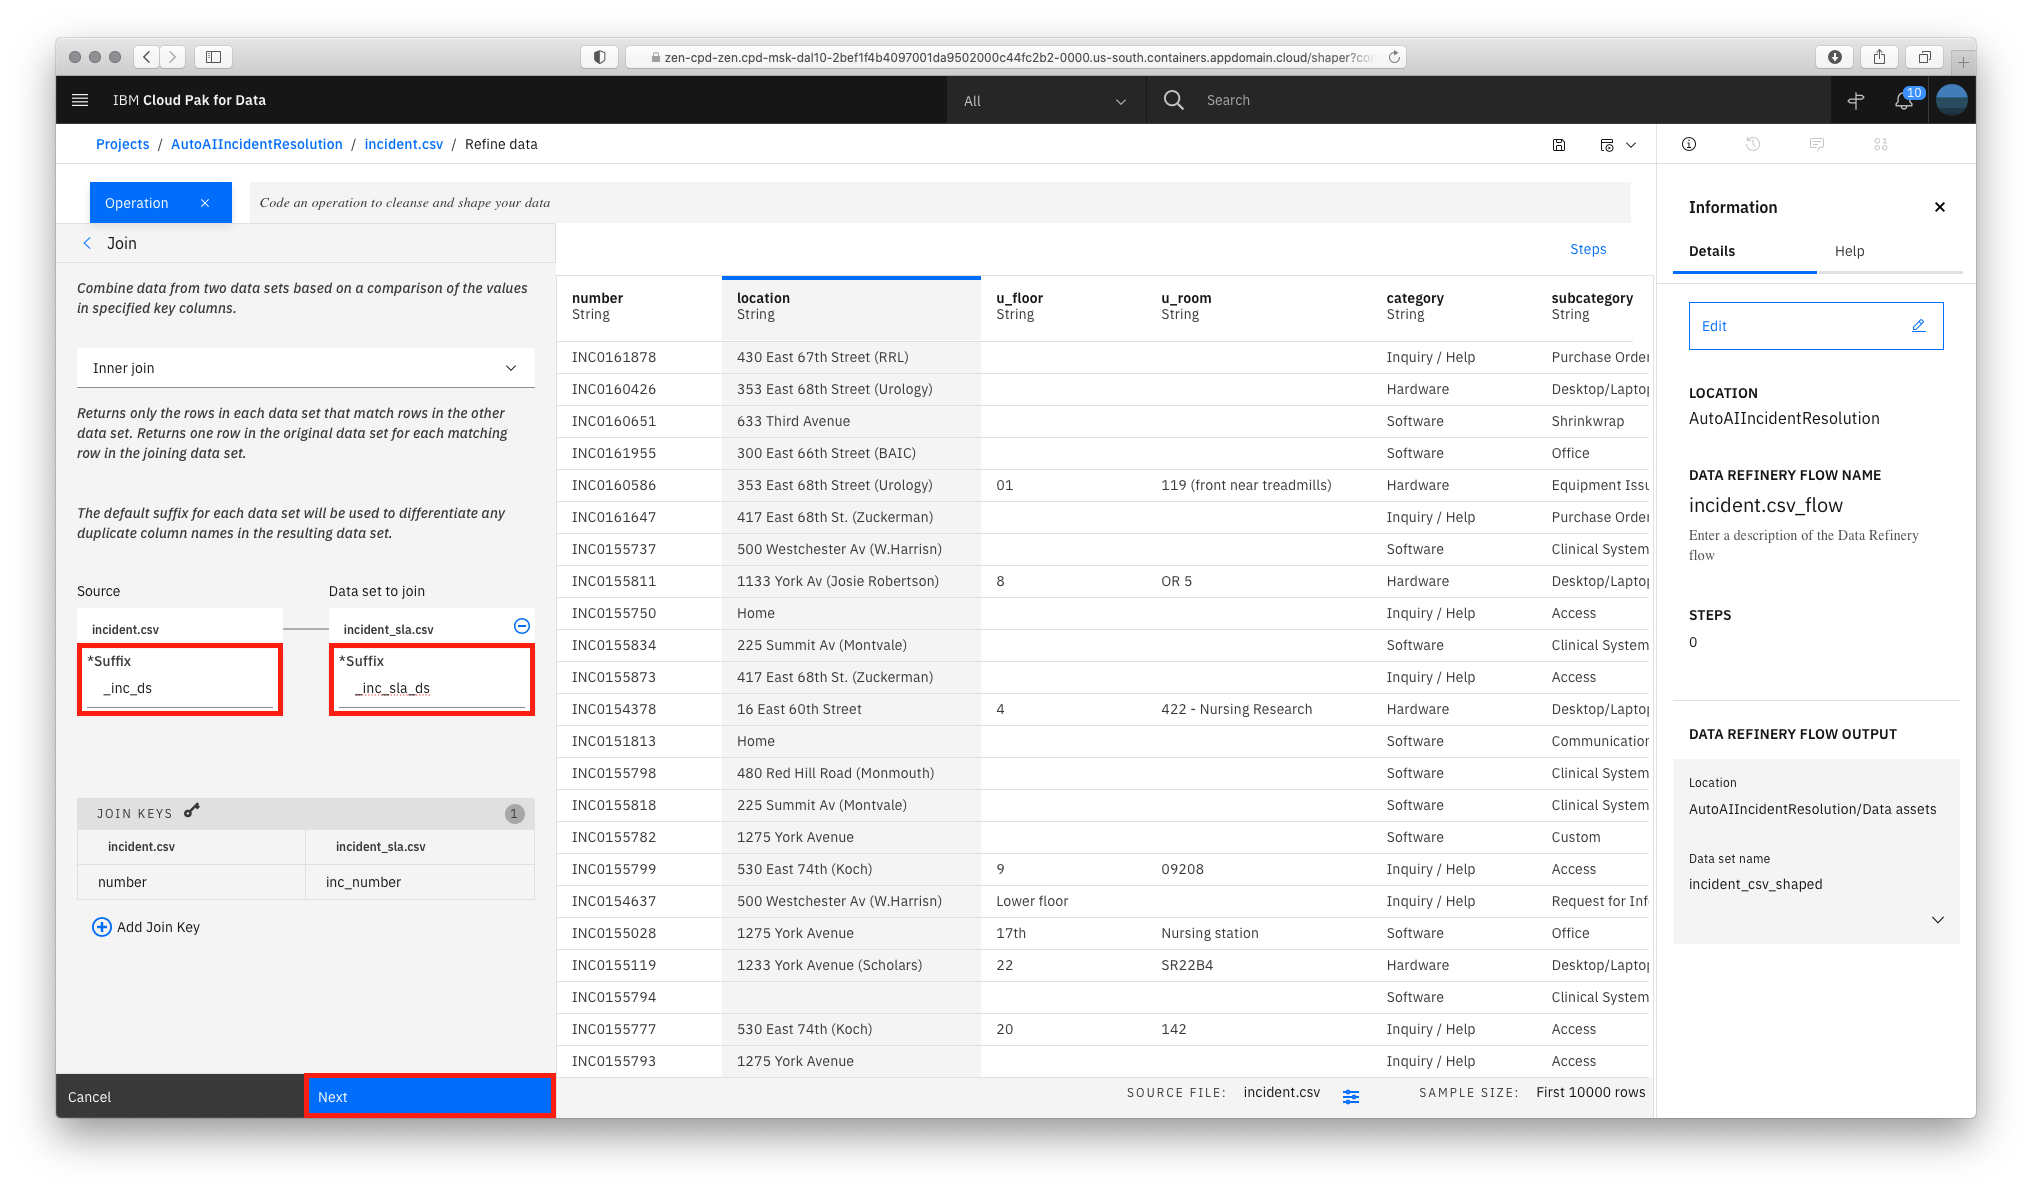 zen-cpd-zen.cpd-msk-dal10-2bef1f4b4097001da9502000c44fc2b2-0000.us-south.containers.appdomain.cloud/shaper?co
IBM Cloud Pak for Data
All
Search
10
Projects / AutoAIIncidentResolution / incident.csv / Refine data
Operation
Code an operation to cleanse and shape your data
Join
Combine data from two data sets based on a comparison of the values
in specified key columns.
Inner join
Returns only the rows in each data set that match rows in the other
data set. Returns one row in the original data set for each matching
row in the joining data set.
The default suffix for each data set will be used to differentiate any
duplicate column names in the resulting data set.
Source
Data set to join
incident.csv
incident_sla.csv
*Suffix
_inc_ds
*Suffix
_inc_sla_ds
JOIN KEYS 1
incident.csv incident_sla.csv
number inc_number
Add Join Key
Cancel
Next
Steps
number location u_floor u_room category subcategory
String String String String String String
INC0161878 430 East 67th Street (RRL) Inquiry / Help Purchase Order
INC0160426 353 East 68th Street (Urology) Hardware Desktop/Laptop
INC0160651 633 Third Avenue Software Shrinkwrap
INC0161955 300 East 66th Street (BAIC) Software Office
INC0160586 353 East 68th Street (Urology) 01 119 (front near treadmills) Hardware Equipment Issu
INC0161647 417 East 68th St. (Zuckerman) Inquiry / Help Purchase Order
INC0155737 500 Westchester Av (W.Harrisn) Software Clinical System
INC0155811 1133 York Av (Josie Robertson) 8 OR 5 Hardware Desktop/Laptop
INC0155750 Home Inquiry / Help Access
INC0155834 225 Summit Av (Montvale) Software Clinical System
INC0155873 417 East 68th St. (Zuckerman) Inquiry / Help Access
INC0154378 16 East 60th Street 4 422 - Nursing Research Hardware Desktop/Laptop
INC0151813 Home Software Communication
INC0155798 480 Red Hill Road (Monmouth) Software Clinical System
INC0155818 225 Summit Av (Montvale) Software Clinical System
INC0155782 1275 York Avenue Software Custom
INC0155799 530 East 74th (Koch) 9 09208 Inquiry / Help Access
INC0154637 500 Westchester Av (W.Harrisn) Lower floor Inquiry / Help Request for Inf
INC0155028 1275 York Avenue 17th Nursing station Software Office
INC0155119 1233 York Avenue (Scholars) 22 SR22B4 Hardware Desktop/Laptop
INC0155794 Software Clinical System
INC0155777 530 East 74th (Koch) 20 142 Inquiry / Help Access
INC0155793 1275 York Avenue Inquiry / Help Access
SOURCE FILE: incident.csv SAMPLE SIZE: First 10000 rows
Information
Details Help
Edit
LOCATION
AutoAIIncidentResolution
DATA REFINERY FLOW NAME
incident.csv_flow
Enter a description of the Data Refinery
flow
STEPS
0
DATA REFINERY FLOW OUTPUT
Location
AutoAIIncidentResolution/Data assets
Data set name
incident_csv_shaped